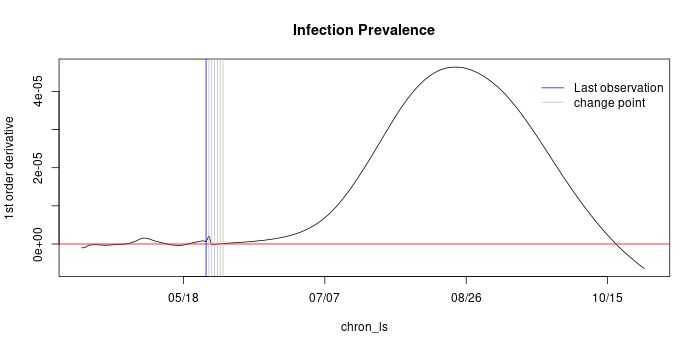 Infection Prevalence
1st order derivative
4e-05
2e-05
0e+00
Last observation
change point
05/18
07/07
08/26
10/15
chron_ls